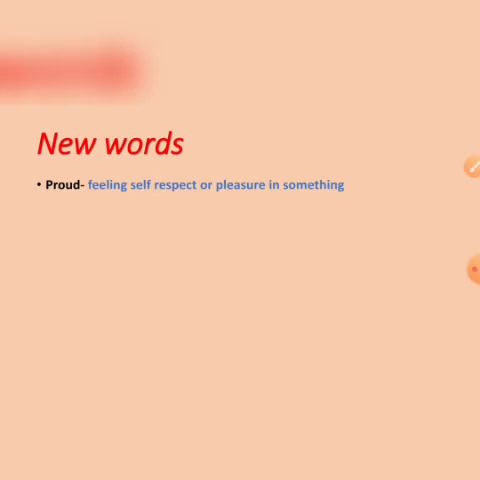 New words
• Proud- feeling self respect or pleasure in something